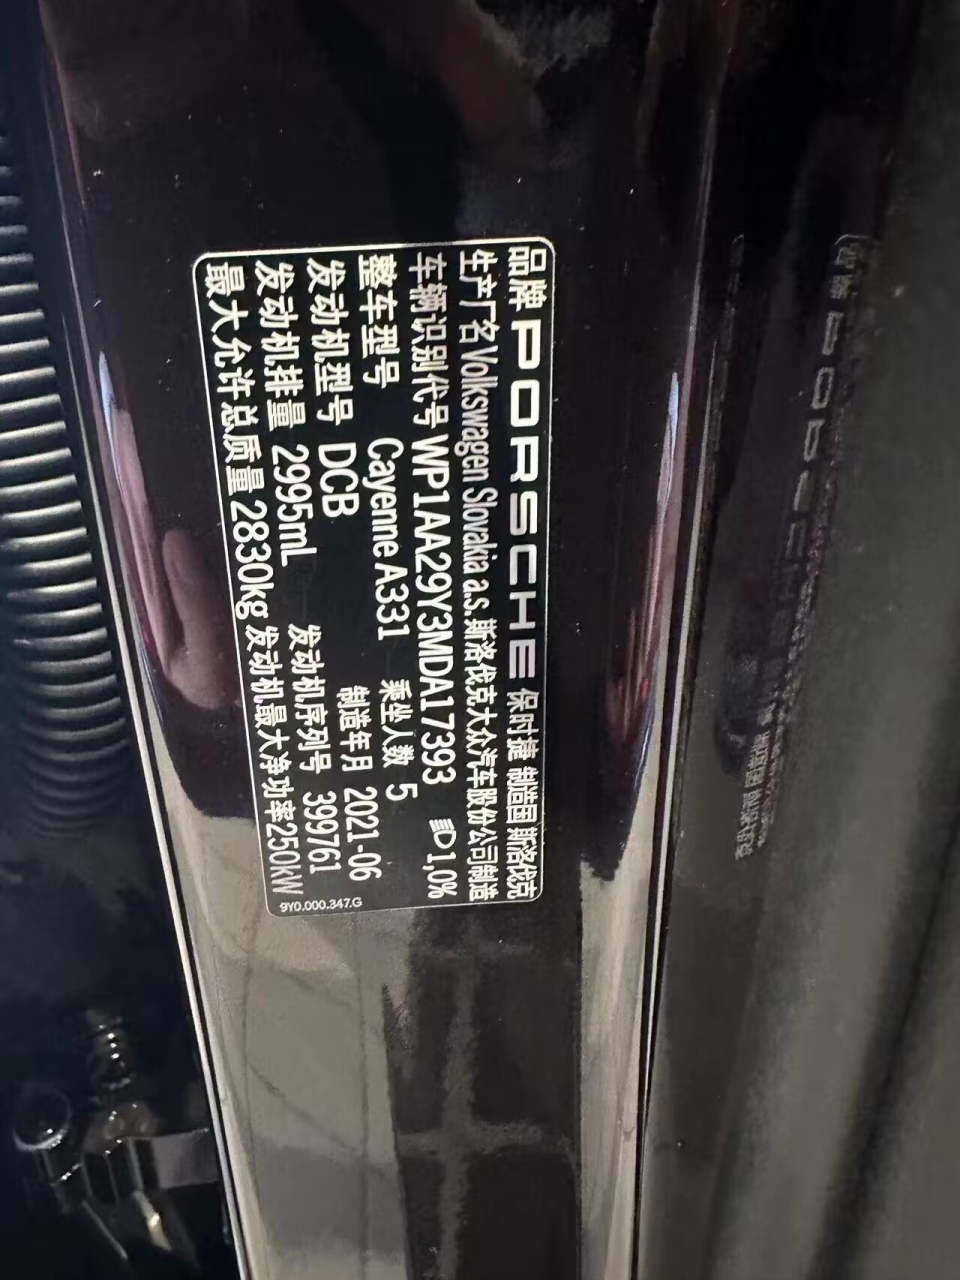 品牌 PORSCHE 保时捷 制造国 斯洛伐克
生产厂名 Volkswagen Slovakia a.s.斯洛伐克大众汽车股份公司制造
车辆识别代号 WP1AA29Y3MDA17393 D1,0%
整车型号 Cayenne A331 乘坐人数 5
发动机型号 DCB 制造年月 2021-06
发动机排量 2995mL 发动机序列号 399761
最大允许总质量 2830kg 发动机最大净功率250kW
9Y0.000.347.G